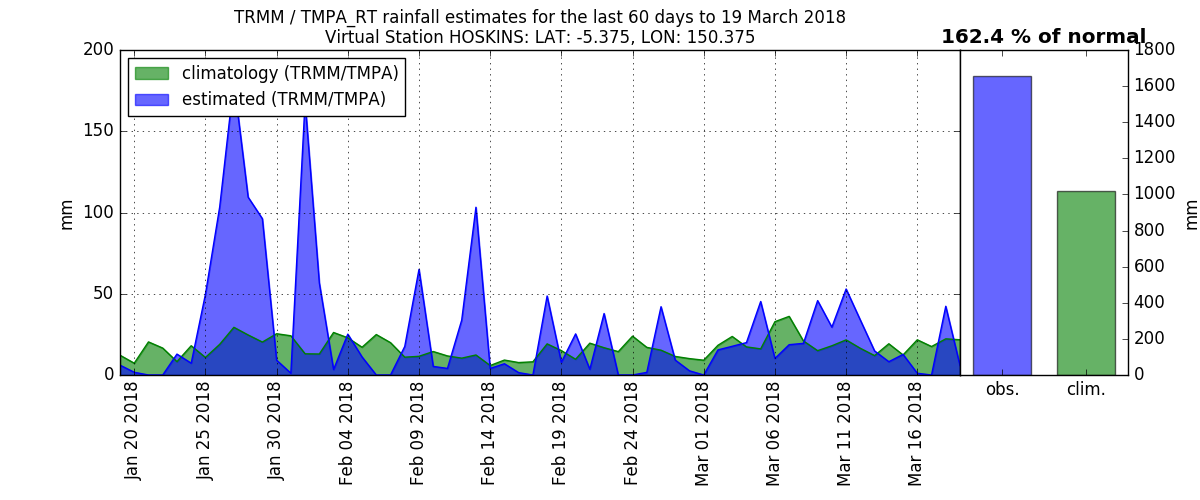 TRMM / TMPA_RT rainfall estimates for the last 60 days to 19 March 2018
Virtual Station HOSKINS: LAT: -5.375, LON: 150.375
162.4 % of normal
climatology (TRMM/TMPA)
estimated (TRMM/TMPA)
mm
200
150
100
50
0
Jan 20 2018
Jan 25 2018
Jan 30 2018
Feb 04 2018
Feb 09 2018
Feb 14 2018
Feb 19 2018
Feb 24 2018
Mar 01 2018
Mar 06 2018
Mar 11 2018
Mar 16 2018
obs.
clim.
1800
1600
1400
1200
1000
800
600
400
200
0
mm